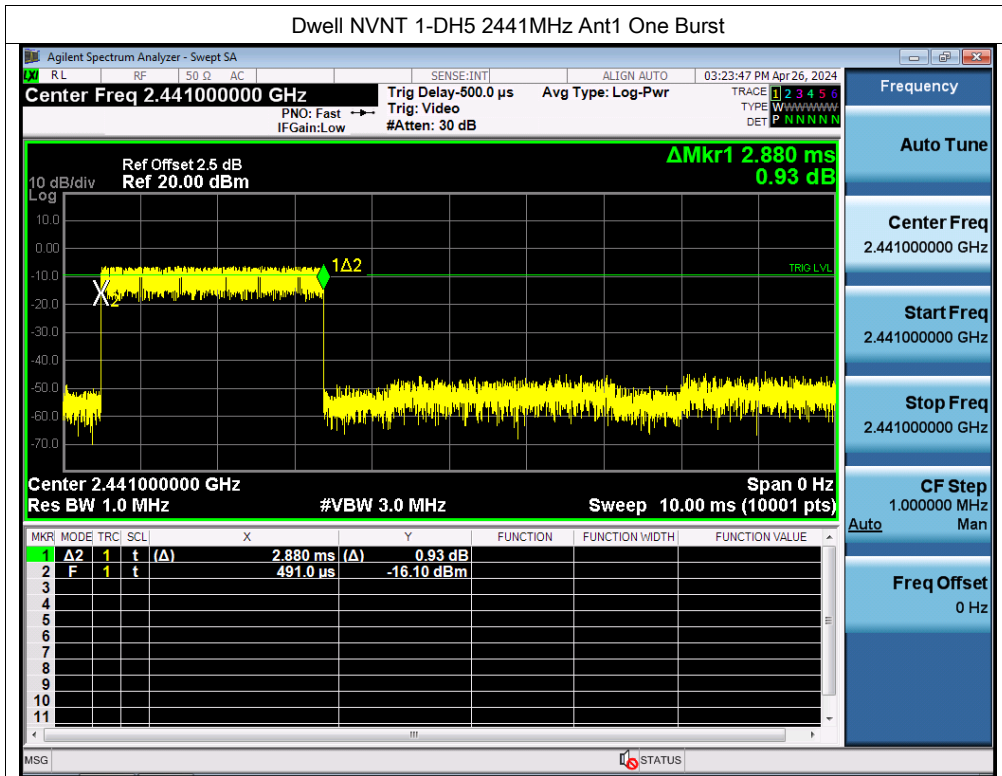 Dwell NVNT 1-DH5 2441MHz Ant1 One Burst
Agilent Spectrum Analyzer - Swept SA
LXI RL RF 50 Ω AC SENSE:INT ALIGN AUTO 03:23:47 PM Apr 26, 2024
Center Freq 2.441000000 GHz
PNO: Fast
IFGain:Low
Trig Delay-500.0 µs
Trig: Video
#Atten: 30 dB
Avg Type: Log-Pwr
TRACE 1 2 3 4 5 6
TYPE WWWWWWW
DET P N N N N N
ΔMkr1 2.880 ms
0.93 dB
Ref Offset 2.5 dB
10 dB/div Ref 20.00 dBm
Log
10.0
0.00
-10.0
-20.0
-30.0
-40.0
-50.0
-60.0
-70.0
1Δ2
TRIG LVL
2
Center 2.441000000 GHz Span 0 Hz
Res BW 1.0 MHz #VBW 3.0 MHz Sweep 10.00 ms (10001 pts)
MKR MODE TRC SCL X Y FUNCTION FUNCTION WIDTH FUNCTION VALUE
1 Δ2 1 t (Δ) 2.880 ms (Δ) 0.93 dB
2 F 1 t 491.0 µs -16.10 dBm
3
4
5
6
7
8
9
10
11
MSG STATUS
Frequency
Auto Tune
Center Freq
2.441000000 GHz
Start Freq
2.441000000 GHz
Stop Freq
2.441000000 GHz
CF Step
1.000000 MHz
Auto Man
Freq Offset
0 Hz